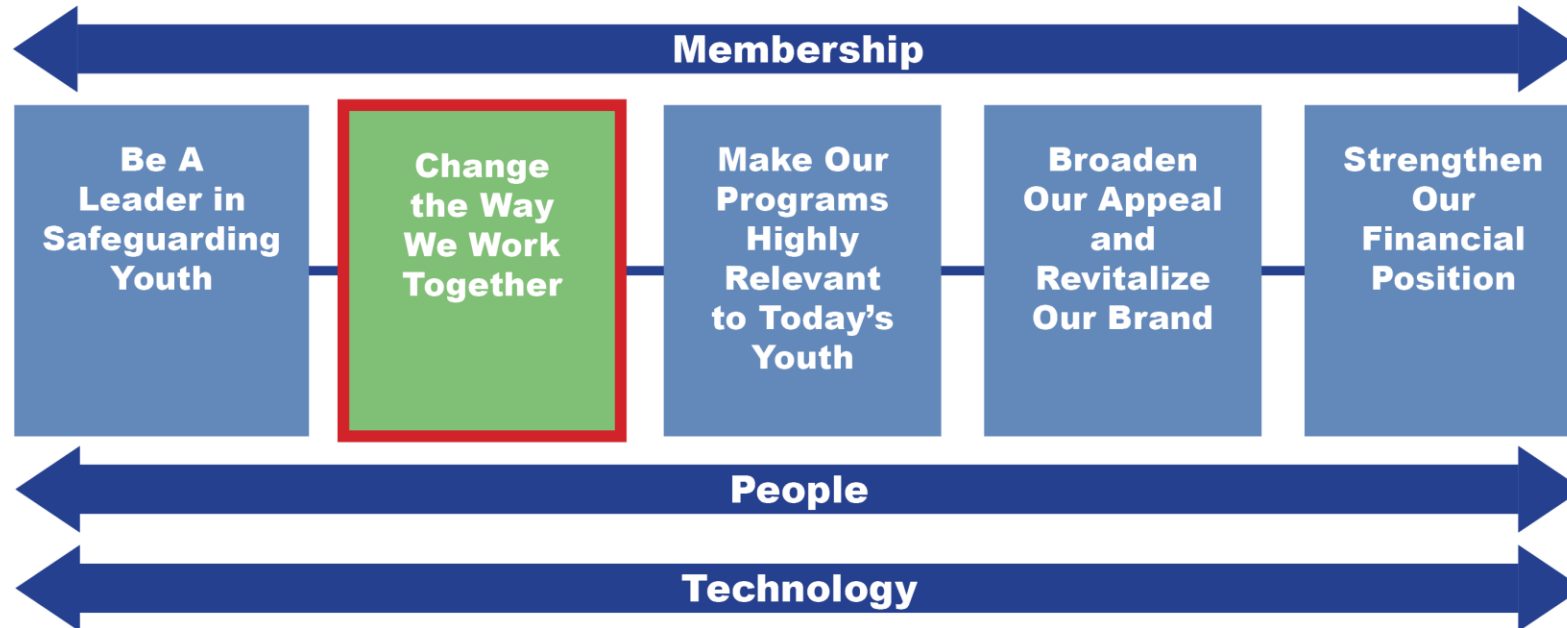 Membership
Be A
Leader in
Safeguarding
Youth
Change
the Way
We Work
Together
Make Our
Programs
Highly
Relevant
to Today’s
Youth
Broaden
Our Appeal
and
Revitalize
Our Brand
Strengthen
Our
Financial
Position
People
Technology